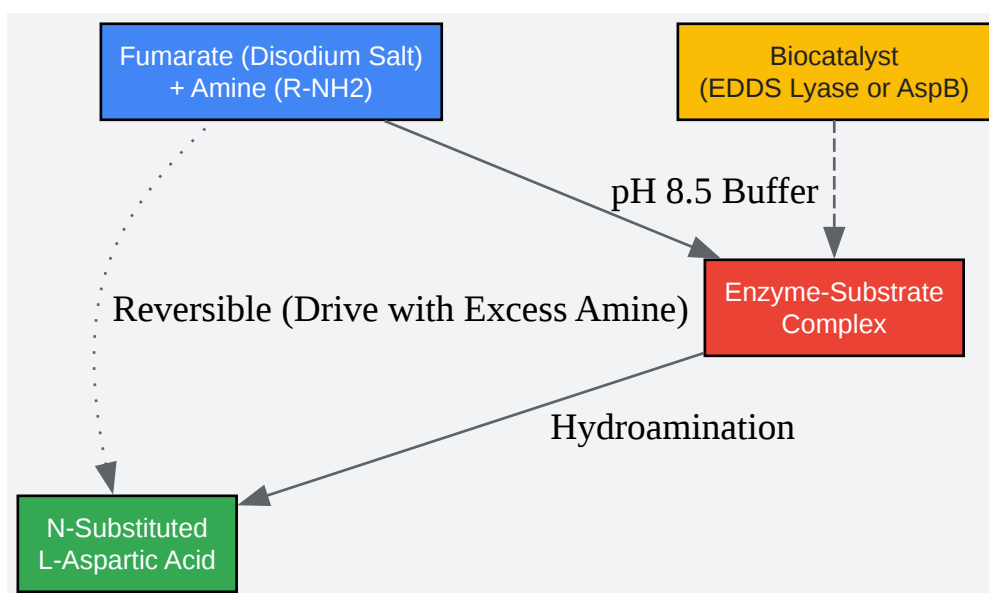 Fumarate (Disodium Salt)
+ Amine (R-NH2)
Biocatalyst
(EDDS Lyase or AspB)
pH 8.5 Buffer
Enzyme-Substrate
Complex
Reversible (Drive with Excess Amine)
Hydroamination
N-Substituted
L-Aspartic Acid